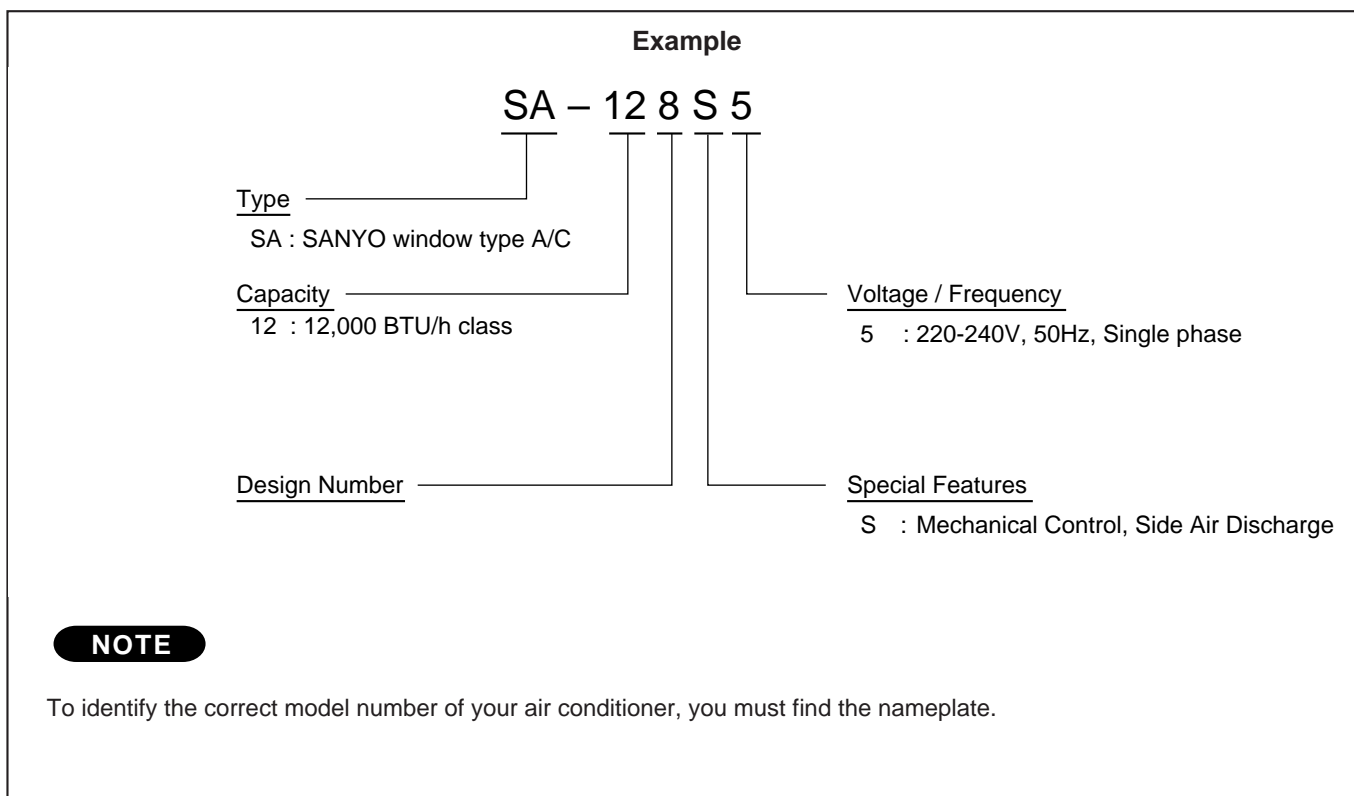 Example
SA – 12 8 S 5
Type
SA : SANYO window type A/C
Capacity
12 : 12,000 BTU/h class
Voltage / Frequency
5 : 220-240V, 50Hz, Single phase
Design Number
Special Features
S : Mechanical Control, Side Air Discharge
NOTE
To identify the correct model number of your air conditioner, you must find the nameplate.